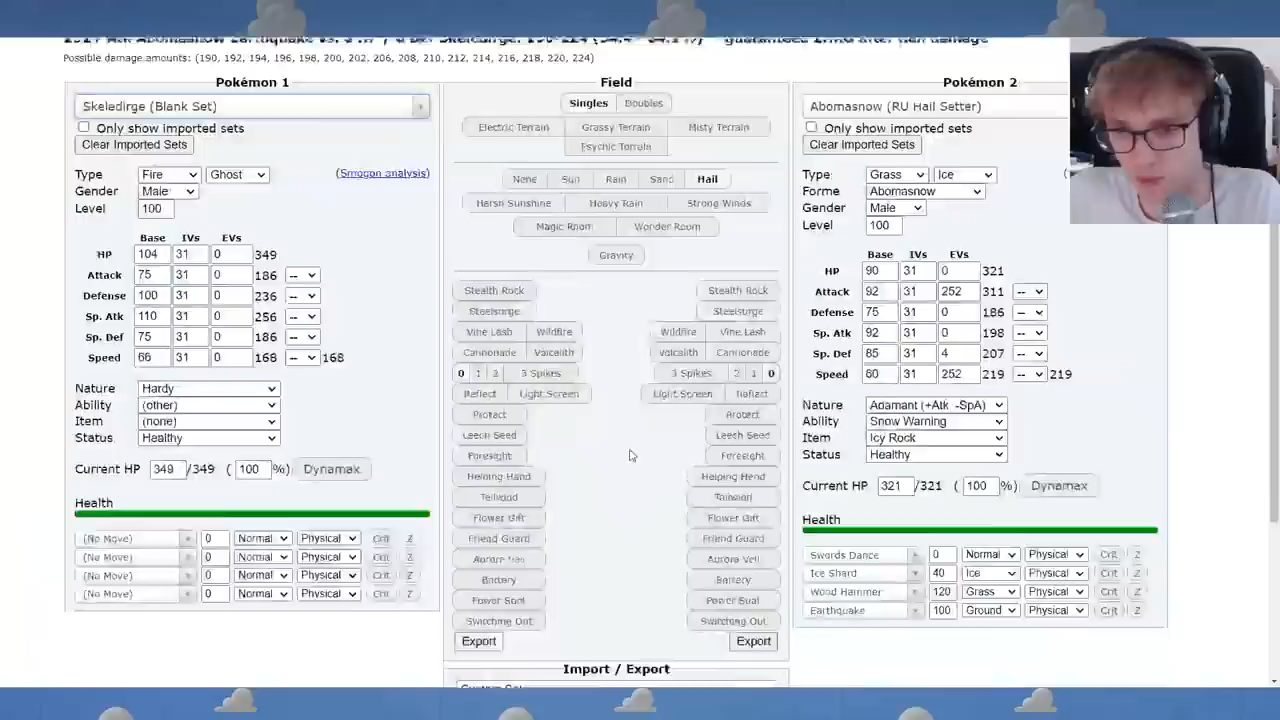 Possible damage amounts: (190, 192, 194, 196, 198, 200, 202, 206, 208, 210, 212, 214, 216, 218, 220, 224)
Pokémon 1
Skeledirge (Blank Set)
Only show imported sets
Clear Imported Sets
Type Fire Ghost (Smogon analysis)
Gender Male
Level 100
Base IVs EVs
HP 104 31 0 349
Attack 75 31 0 186 --
Defense 100 31 0 236 --
Sp. Atk 110 31 0 256 --
Sp. Def 75 31 0 186 --
Speed 66 31 0 168 -- 168
Nature Hardy
Ability (other)
Item (none)
Status Healthy
Current HP 349/349 ( 100 %) Dynamax
Health
(No Move) 0 Normal Physical Crit Z
(No Move) 0 Normal Physical Crit Z
(No Move) 0 Normal Physical Crit Z
(No Move) 0 Normal Physical Crit Z
Field
Singles Doubles
Electric Terrain Grassy Terrain Misty Terrain
Psychic Terrain
None Sun Rain Sand Hail
Harsh Sunshine Heavy Rain Strong Winds
Magic Room Wonder Room
Gravity
Stealth Rock Stealth Rock
Steelsurge Steelsurge
Vine Lash Wildfire Wildfire Vine Lash
Cannonade Volcalith Volcalith Cannonade
0 1 2 3 Spikes 3 Spikes 2 1 0
Reflect Light Screen Light Screen Reflect
Protect Protect
Leech Seed Leech Seed
Foresight Foresight
Helping Hand Helping Hand
Tailwind Tailwind
Flower Gift Flower Gift
Friend Guard Friend Guard
Aurora Veil Aurora Veil
Battery Battery
Power Spot Power Spot
Switching Out Switching Out
Export Export
Import / Export
Pokémon 2
Abomasnow (RU Hail Setter)
Only show imported sets
Clear Imported Sets
Type Grass Ice (
Forme Abomasnow
Gender Male
Level 100
Base IVs EVs
HP 90 31 0 321
Attack 92 31 252 311 --
Defense 75 31 0 186 --
Sp. Atk 92 31 0 198 --
Sp. Def 85 31 4 207 --
Speed 60 31 252 219 -- 219
Nature Adamant (+Atk -SpA)
Ability Snow Warning
Item Icy Rock
Status Healthy
Current HP 321/321 ( 100 %) Dynamax
Health
Swords Dance 0 Normal Physical Crit Z
Ice Shard 40 Ice Physical Crit Z
Wood Hammer 120 Grass Physical Crit Z
Earthquake 100 Ground Physical Crit Z